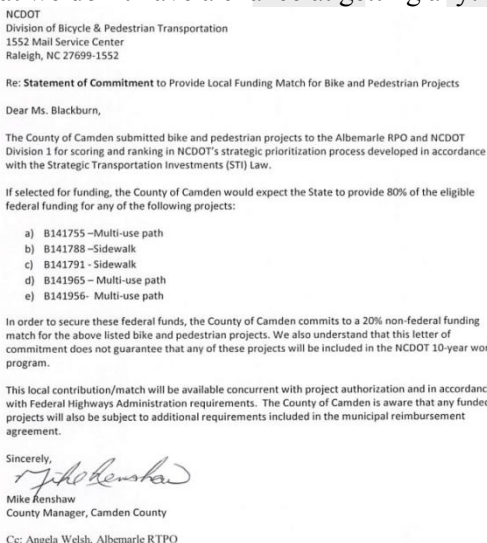 NCDOT
Division of Bicycle & Pedestrian Transportation
1552 Mail Service Center
Raleigh, NC 27699-1552
Re: Statement of Commitment to Provide Local Funding Match for Bike and Pedestrian Projects
Dear Ms. Blackburn,
The County of Camden submitted bike and pedestrian projects to the Albemarle RPO and NCDOT
Division 1 for scoring and ranking in NCDOT's strategic prioritization process developed in accordance
with the Strategic Transportation Investments (STI) Law.
If selected for funding, the County of Camden would expect the State to provide 80% of the eligible
federal funding for any of the following projects:
a) B141755 –Multi-use path
b) B141788 –Sidewalk
c) B141791 - Sidewalk
d) B141965 – Multi-use path
e) B141956- Multi-use path
In order to secure these federal funds, the County of Camden commits to a 20% non-federal funding
match for the above listed bike and pedestrian projects. We also understand that this letter of
commitment does not guarantee that any of these projects will be included in the NCDOT 10-year wor
program.
This local contribution/match will be available concurrent with project authorization and in accordanc
with Federal Highways Administration requirements. The County of Camden is aware that any funded
projects will also be subject to additional requirements included in the municipal reimbursement
agreement.
Sincerely,
Mike Renshaw
Mike Renshaw
County Manager, Camden County
Cc: Angela Welsh, Albemarle RTPO